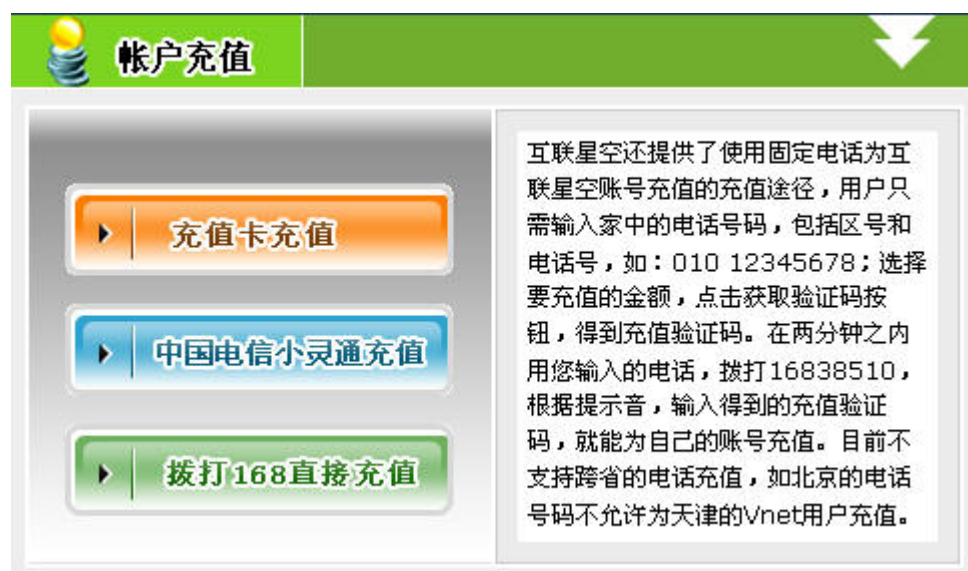 帐户充值
充值卡充值
中国电信小灵通充值
拨打168直接充值
互联星空还提供了使用固定电话为互
联星空账号充值的充值途径，用户只
需输入家中的电话号码，包括区号和
电话号，如：010 12345678；选择
要充值的金额，点击获取验证码按
钮，得到充值验证码。在两分钟之内
用您输入的电话，拨打16838510，
根据提示音，输入得到的充值验证
码，就能为自己的账号充值。目前不
支持跨省的电话充值，如北京的电话
号码不允许为天津的Vnet用户充值。